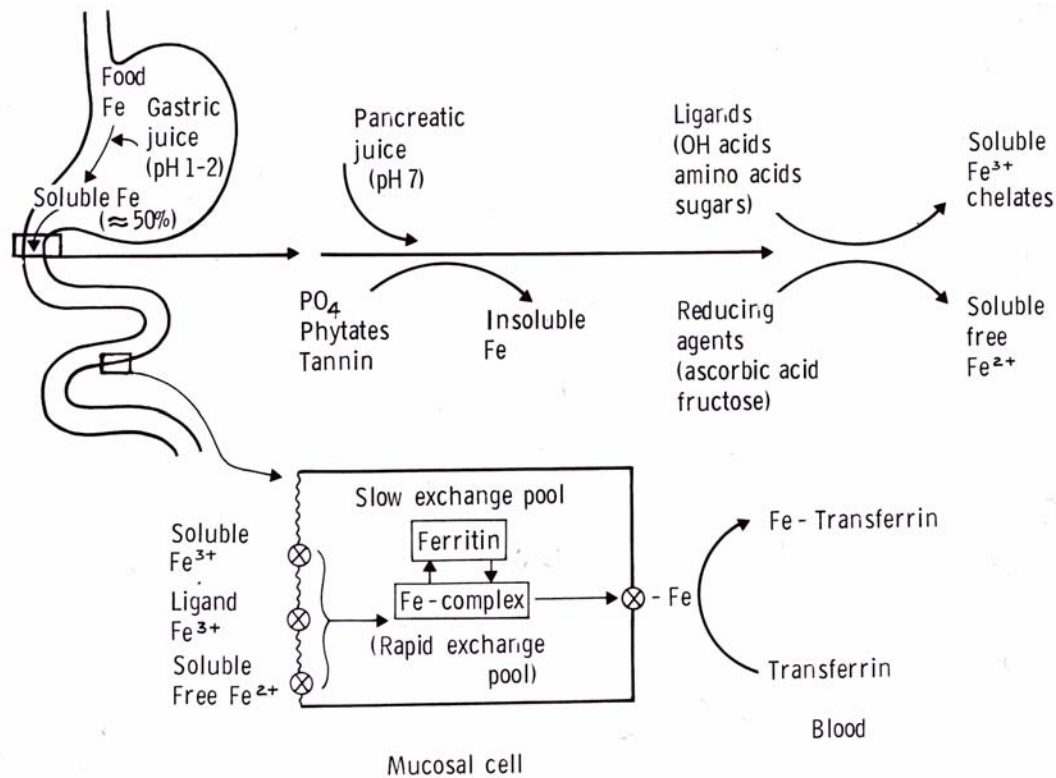 Food
Fe Gastric
juice
(pH 1-2)
Soluble Fe
(≈ 50%)
Pancreatic
juice
(pH 7)
PO₄
Phytates
Tannin
Insoluble
Fe
Ligands
(OH acids
amino acids
sugars)
Soluble
Fe³⁺
chelates
Reducing
agents
(ascorbic acid
fructose)
Soluble
free
Fe²⁺
Soluble
Fe³⁺
Ligand
Fe³⁺
Soluble
Free Fe²⁺
Slow exchange pool
Ferritin
Fe-complex
(Rapid exchange
pool)
- Fe
Fe - Transferrin
Transferrin
Blood
Mucosal cell